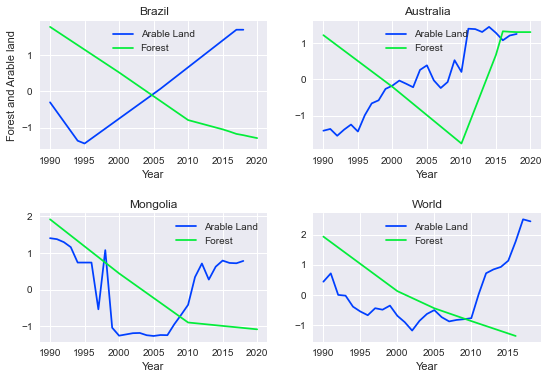 Brazil
Forest and Arable land
1
0
−1
Arable Land
Forest
1990 1995 2000 2005 2010 2015 2020
Year
Australia
1
0
−1
Arable Land
Forest
1990 1995 2000 2005 2010 2015 2020
Year
Mongolia
2
1
0
−1
Arable Land
Forest
1990 1995 2000 2005 2010 2015 2020
Year
World
2
1
0
−1
Arable Land
Forest
1990 1995 2000 2005 2010 2015
Year